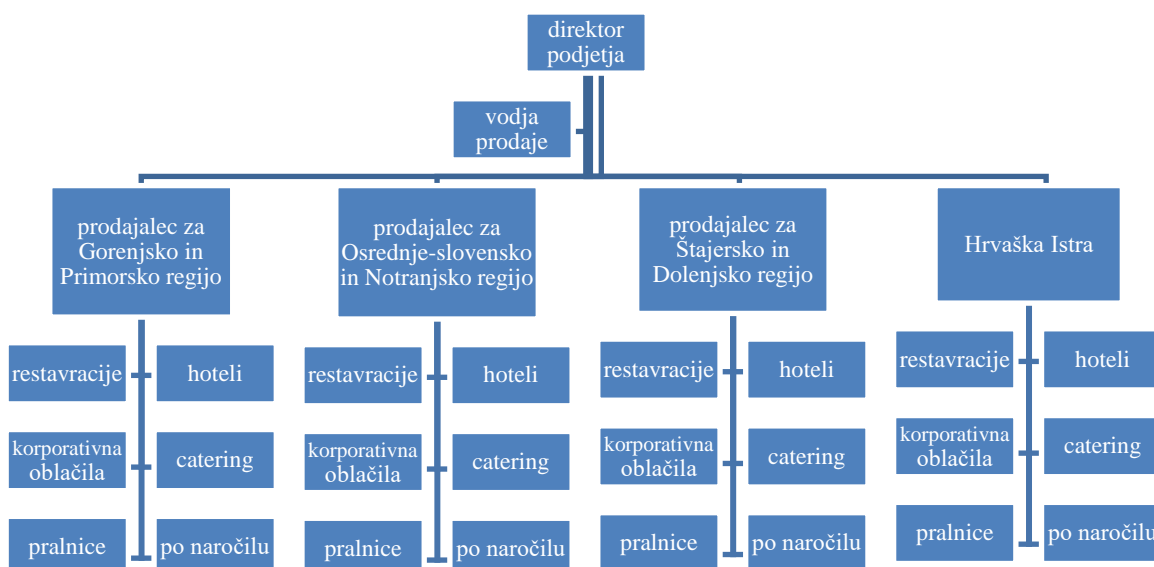 direktor
podjetja
vodja
prodaje
prodajalec za
Gorenjsko in
Primorsko regijo
prodajalec za
Osrednje-slovensko
in Notranjsko regijo
prodajalec za
Štajersko in
Dolenjsko regijo
Hrvaška Istra
restavracije
hoteli
korporativna
oblačila
catering
pralnice
po naročilu
restavracije
hoteli
korporativna
oblačila
catering
pralnice
po naročilu
restavracije
hoteli
korporativna
oblačila
catering
pralnice
po naročilu
restavracije
hoteli
korporativna
oblačila
catering
pralnice
po naročilu